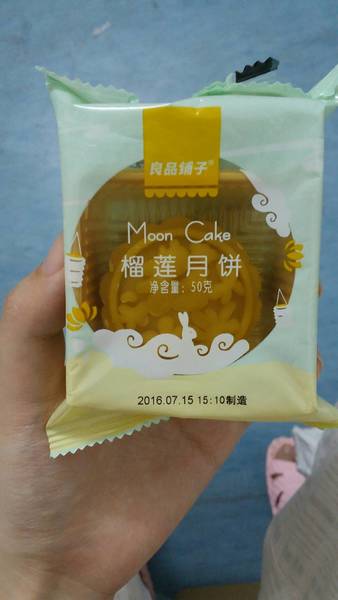 良品铺子®
Moon Cake
榴莲月饼
净含量：50克
2016.07.15 15:10制造